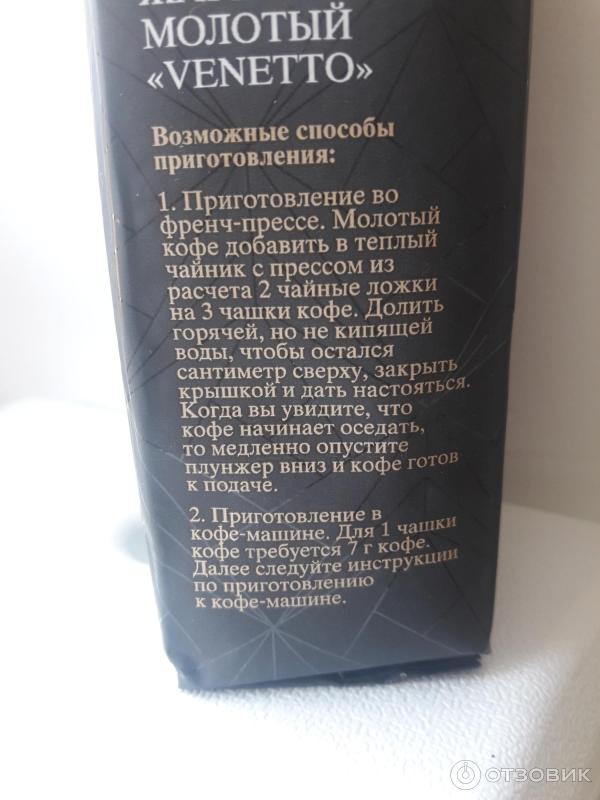 МОЛОТЫЙ
«VENETTO»
Возможные способы
приготовления:
1. Приготовление во
френч-прессе. Молотый
кофе добавить в теплый
чайник с прессом из
расчета 2 чайные ложки
на 3 чашки кофе. Долить
горячей, но не кипящей
воды, чтобы остался
сантиметр сверху, закрыть
крышкой и дать настояться.
Когда вы увидите, что
кофе начинает оседать,
то медленно опустите
плунжер вниз и кофе готов
к подаче.
2. Приготовление в
кофе-машине. Для 1 чашки
кофе требуется 7 г кофе.
Далее следуйте инструкции
по приготовлению
к кофе-машине.
ОТЗОВИК